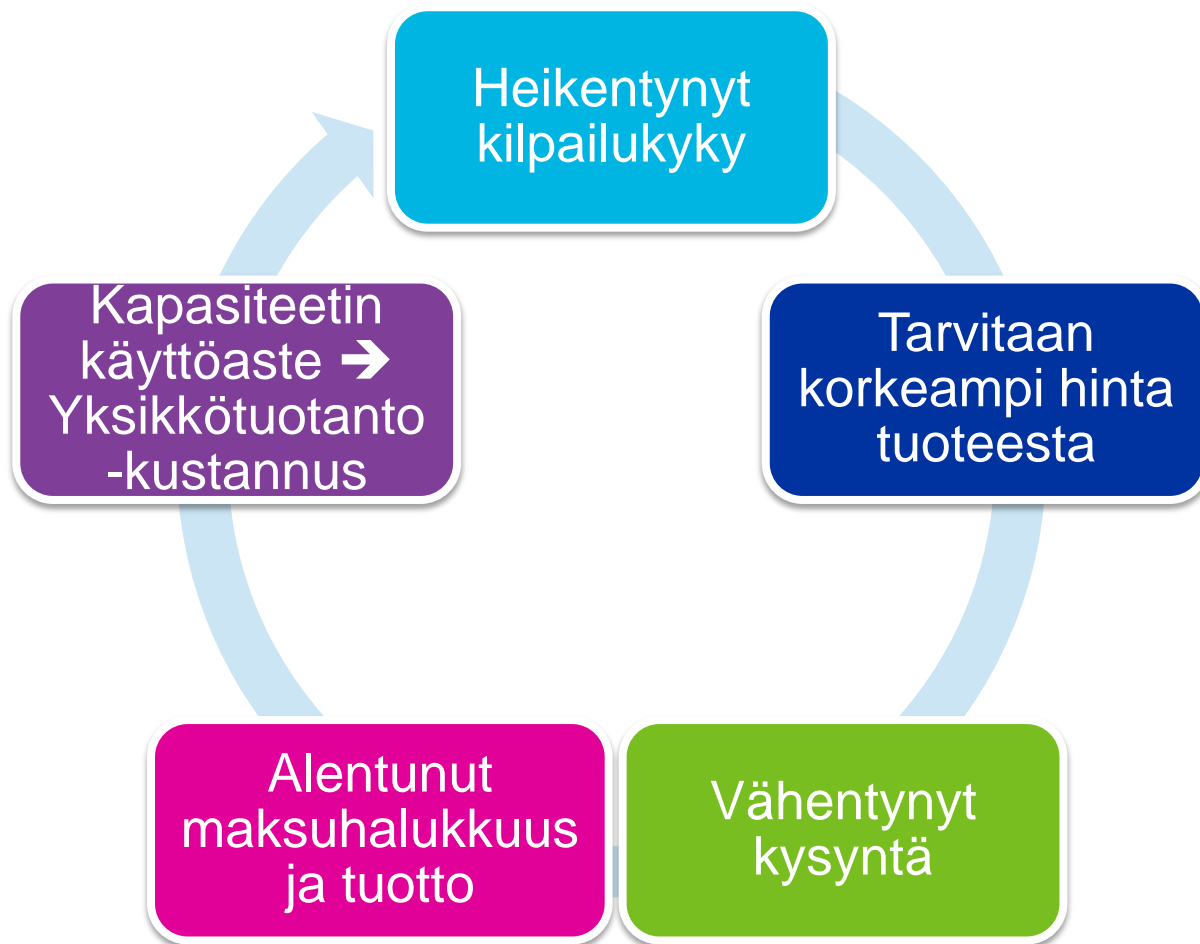 Heikentynyt
kilpailukyky
Tarvitaan
korkeampi hinta
tuoteesta
Vähentynyt
kysyntä
Alentunut
maksuhalukkuus
ja tuotto
Kapasiteetin
käyttöaste ➔
Yksikkötuotanto
-kustannus